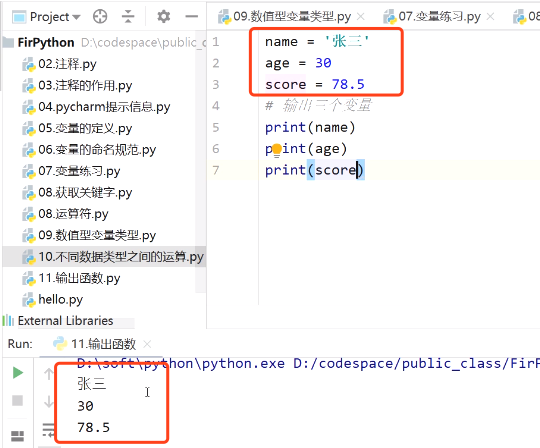 Project
09.数值型变量类型.py
07.变量练习.py
FirPython D:\codespace\public_c
02.注释.py
03.注释的作用.py
04.pycharm提示信息.py
05.变量的定义.py
06.变量的命名规范.py
07.变量练习.py
08.获取关键字.py
08.运算符.py
09.数值型变量类型.py
10.不同数据类型之间的运算.py
11.输出函数.py
hello.py
External Libraries
1 name = '张三'
2 age = 30
3 score = 78.5
4 # 输出三个变量
5 print(name)
6 print(age)
7 print(score)
Run: 11.输出函数
D:\soft\python\python.exe D:/codespace/public_class/FirP
张三
30
78.5